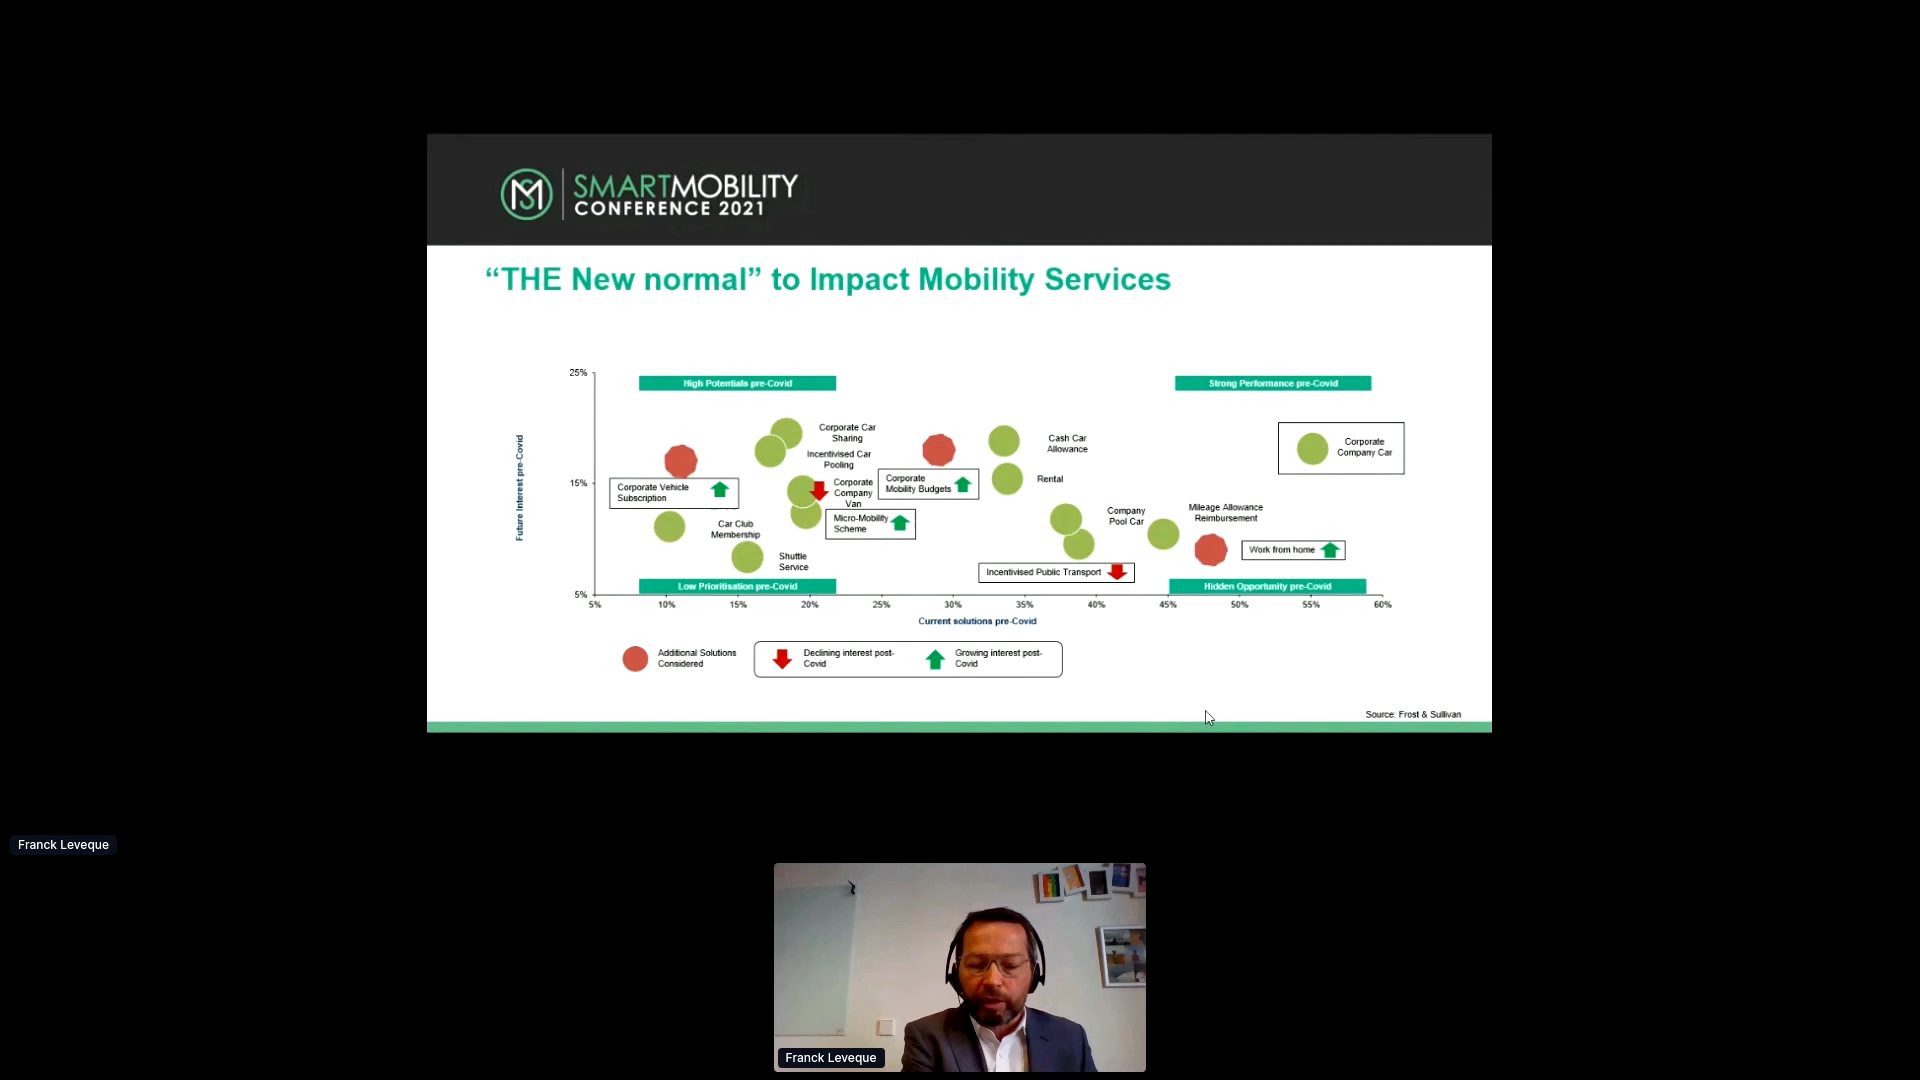 SMARTMOBILITY
CONFERENCE 2021
“THE New normal” to Impact Mobility Services
25%
High Potentials pre-Covid
Strong Performance pre-Covid
Corporate Car
Sharing
Cash Car
Allowance
Corporate
Company Car
Incentivised Car
Pooling
Future Interest pre-Covid
15%
Corporate Vehicle
Subscription
Corporate
Company
Van
Corporate
Mobility Budgets
Rental
Car Club
Membership
Micro-Mobility
Scheme
Company
Pool Car
Mileage Allowance
Reimbursement
Shuttle
Service
Work from home
Incentivised Public Transport
Low Prioritisation pre-Covid
Hidden Opportunity pre-Covid
5%
5% 10% 15% 20% 25% 30% 35% 40% 45% 50% 55% 60%
Current solutions pre-Covid
Additional Solutions
Considered
Declining interest post-
Covid
Growing interest post-
Covid
Source: Frost & Sullivan
Franck Leveque
Franck Leveque